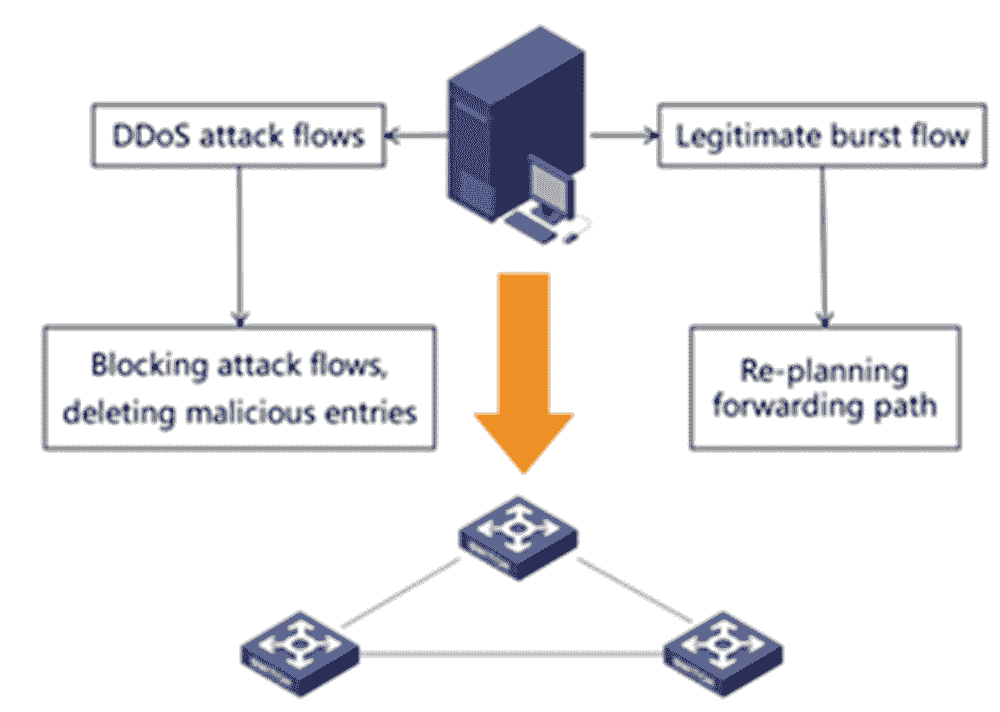 DDoS attack flows
Legitimate burst flow
Blocking attack flows,
deleting malicious entries
Re-planning
forwarding path